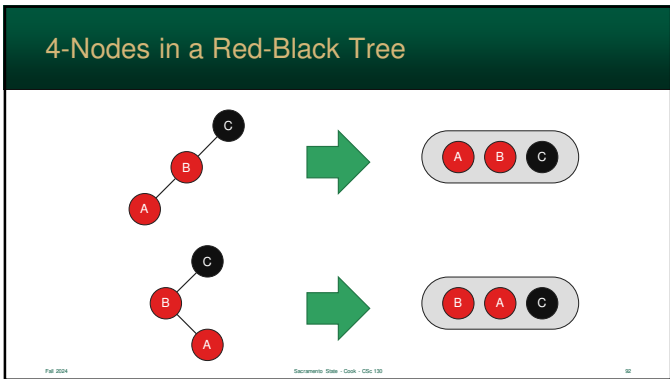 4-Nodes in a Red-Black Tree
C
B
A
A B C
C
B
A
B A C
Fall 2024 Sacramento State - Cook - CSc 130 92